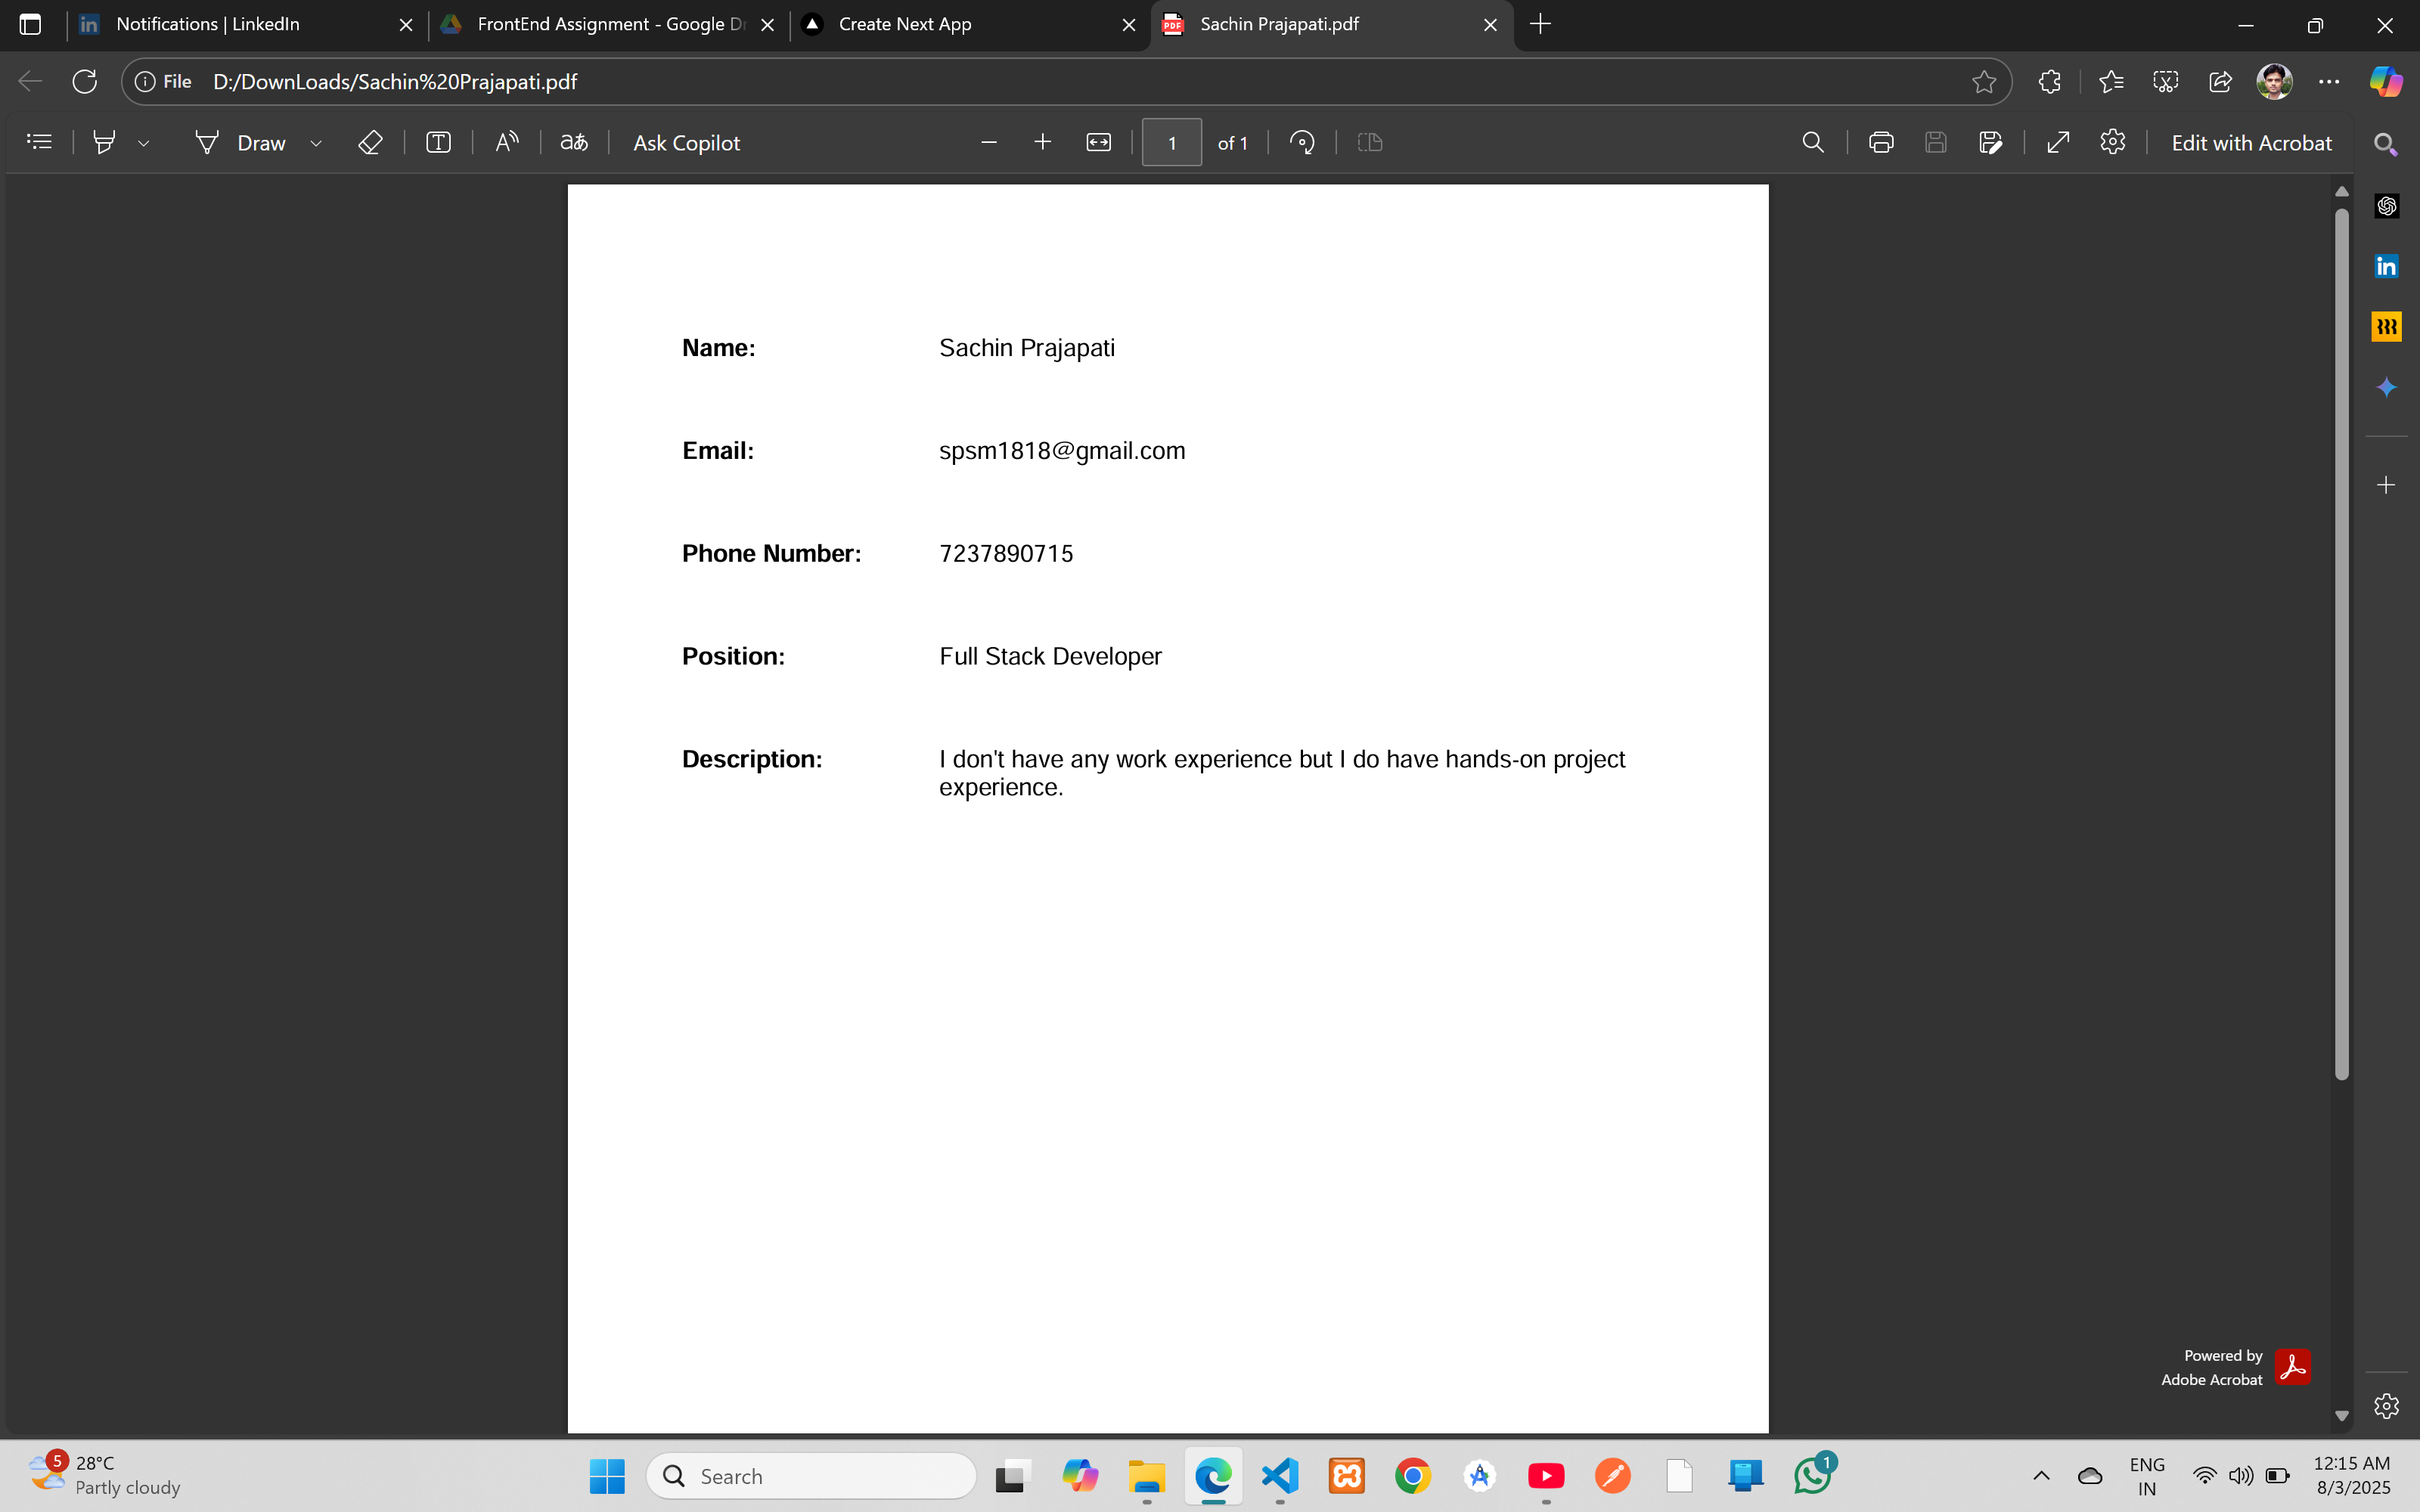 Notifications | LinkedIn
FrontEnd Assignment - Google Dr
Create Next App
PDF
Sachin Prajapati.pdf
File
D:/DownLoads/Sachin%20Prajapati.pdf
Draw
Ask Copilot
1
of 1
Edit with Acrobat
Name: Sachin Prajapati
Email: spsm1818@gmail.com
Phone Number: 7237890715
Position: Full Stack Developer
Description: I don't have any work experience but I do have hands-on project
experience.
Powered by
Adobe Acrobat
5
28°C
Partly cloudy
Search
1
ENG
IN
12:15 AM
8/3/2025